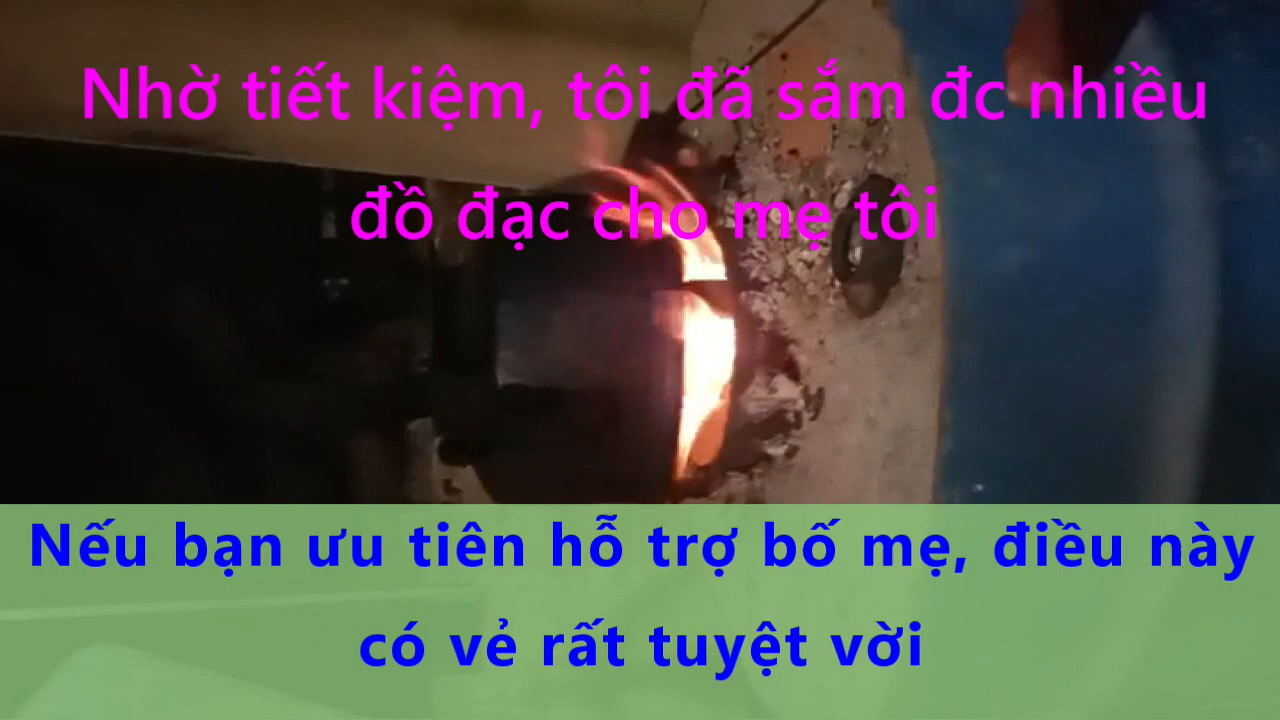 Nhờ tiết kiệm, tôi đã sắm đc nhiều
đồ đạc cho mẹ tôi
Nếu bạn ưu tiên hỗ trợ bố mẹ, điều này
có vẻ rất tuyệt vời